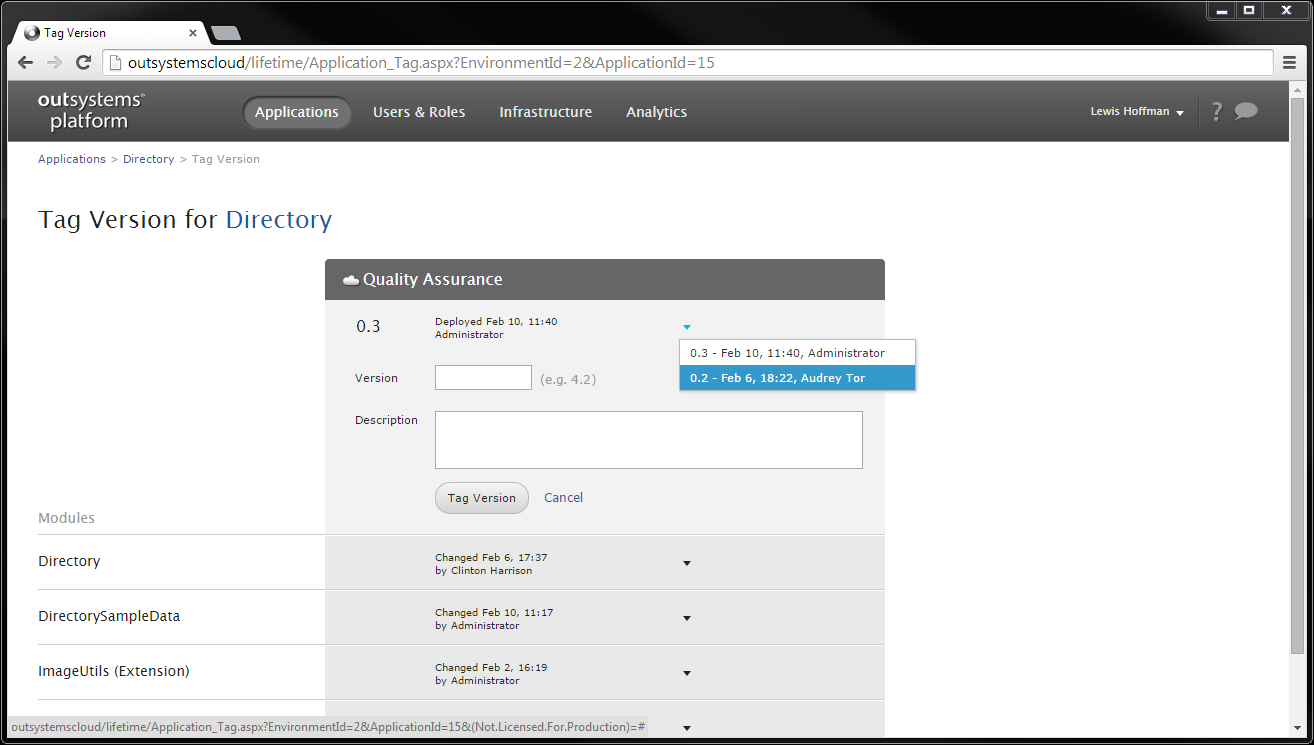 Tag Version
outsystemscloud/lifetime/Application_Tag.aspx?EnvironmentId=2&ApplicationId=15
outsystems®
platform
Applications
Users & Roles
Infrastructure
Analytics
Lewis Hoffman
?
Applications > Directory > Tag Version
Tag Version for Directory
Quality Assurance
0.3
Deployed Feb 10, 11:40
Administrator
0.3 - Feb 10, 11:40, Administrator
0.2 - Feb 6, 18:22, Audrey Tor
Version
(e.g. 4.2)
Description
Tag Version
Cancel
Modules
Directory
Changed Feb 6, 17:37
by Clinton Harrison
DirectorySampleData
Changed Feb 10, 11:17
by Administrator
ImageUtils (Extension)
Changed Feb 2, 16:19
by Administrator
outsystemscloud/lifetime/Application_Tag.aspx?EnvironmentId=2&ApplicationId=15&(Not.Licensed.For.Production)=#